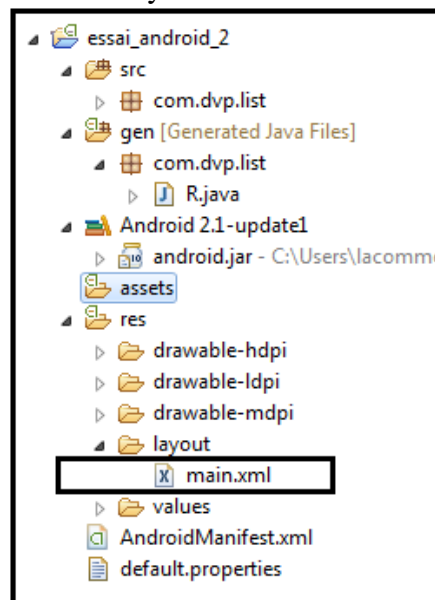 essai_android_2
src
com.dvp.list
gen [Generated Java Files]
com.dvp.list
R.java
Android 2.1-update1
android.jar - C:\Users\lacomme
assets
res
drawable-hdpi
drawable-ldpi
drawable-mdpi
layout
main.xml
values
AndroidManifest.xml
default.properties